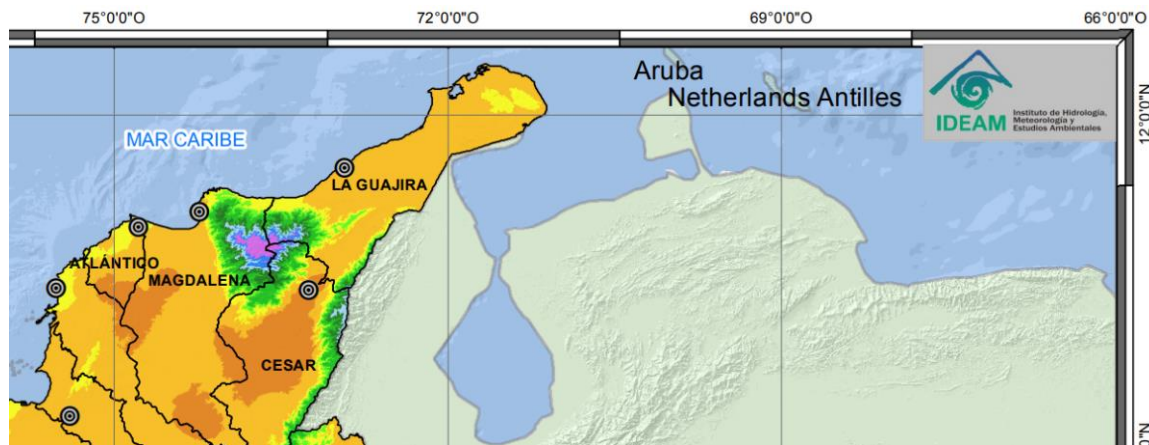 75°0'0"O
72°0'0"O
69°0'0"O
66°0'0"O
Aruba
Netherlands Antilles
IDEAM
Instituto de Hidrología,
Meteorología y
Estudios Ambientales
12°0'0"N
MAR CARIBE
LA GUAJIRA
ATLÁNTICO
MAGDALENA
CESAR
0"N